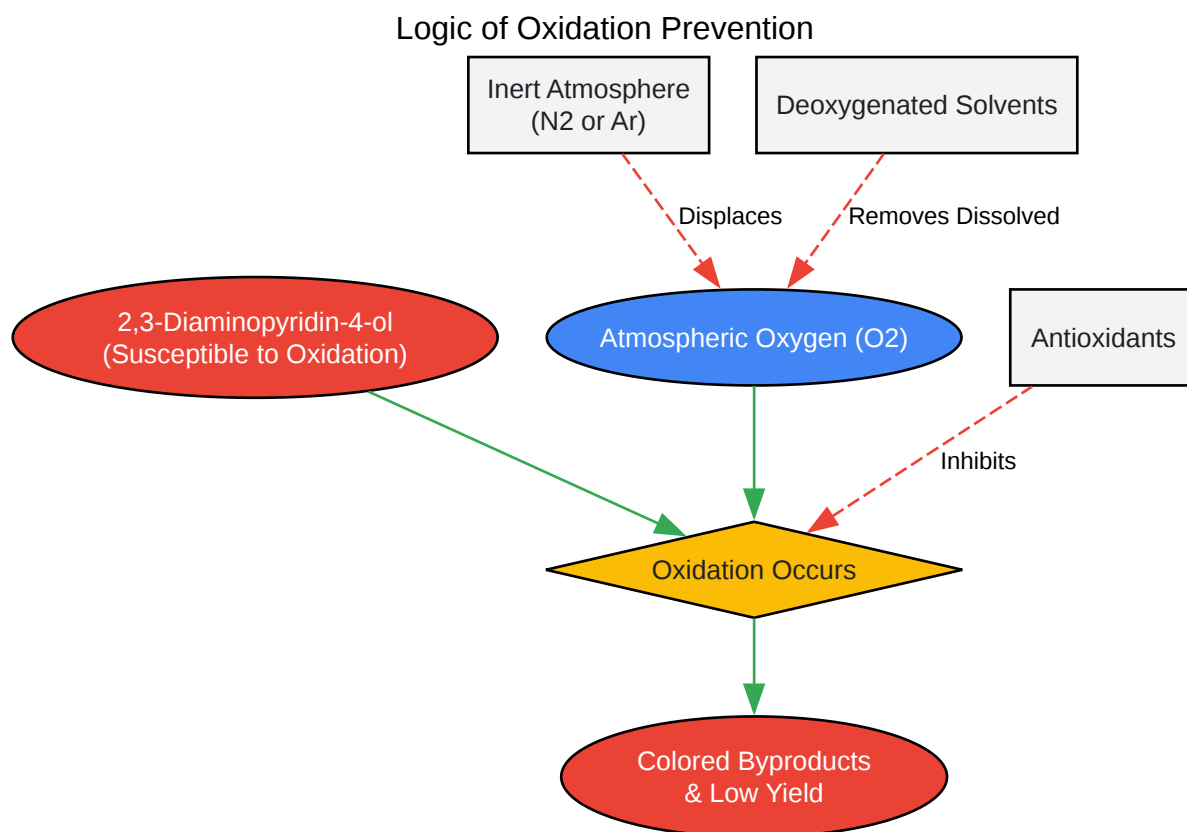 Logic of Oxidation Prevention
Inert Atmosphere
(N2 or Ar)
Deoxygenated Solvents
Displaces
Removes Dissolved
2,3-Diaminopyridin-4-ol
(Susceptible to Oxidation)
Atmospheric Oxygen (O2)
Antioxidants
Inhibits
Oxidation Occurs
Colored Byproducts
& Low Yield